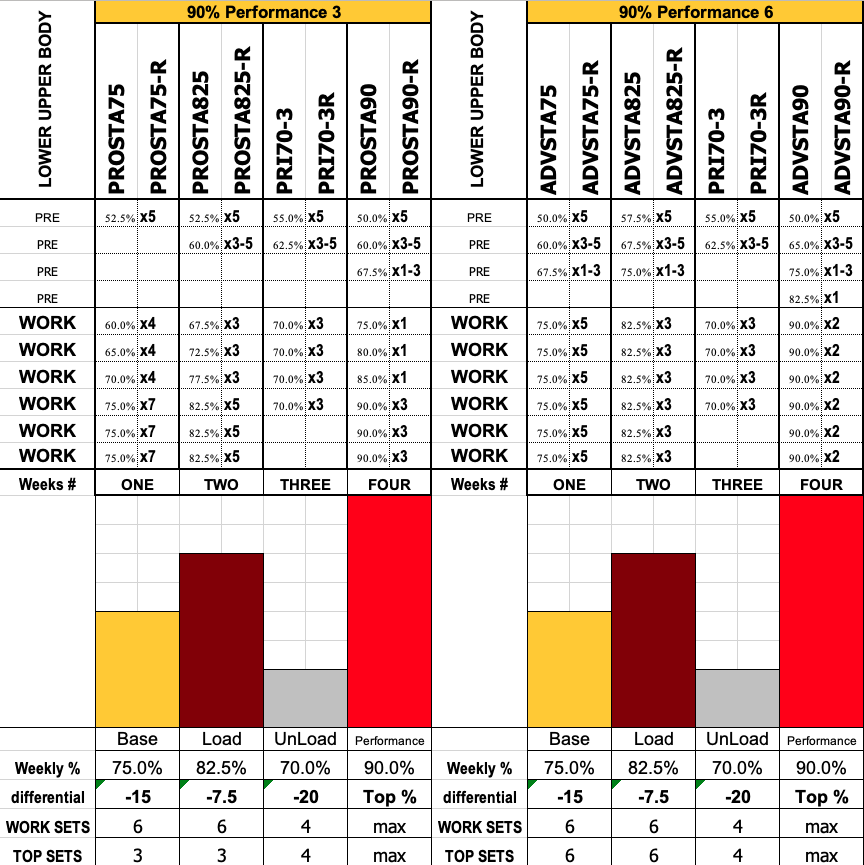 90% Performance 3 90% Performance 6
LOWER UPPER BODY PROSTA75 PROSTA75-R PROSTA825 PROSTA825-R PRI70-3 PRI70-3R PROSTA90 PROSTA90-R LOWER UPPER BODY ADVSTA75 ADVSTA75-R ADVSTA825 ADVSTA825-R PRI70-3 PRI70-3R ADVSTA90 ADVSTA90-R
PRE 52.5% x5 52.5% x5 55.0% x5 50.0% x5 PRE 50.0% x5 57.5% x5 55.0% x5 50.0% x5
PRE 60.0% x3-5 62.5% x3-5 60.0% x3-5 PRE 60.0% x3-5 67.5% x3-5 62.5% x3-5 65.0% x3-5
PRE 67.5% x1-3 PRE 67.5% x1-3 75.0% x1-3 75.0% x1-3
PRE PRE 82.5% x1
WORK 60.0% x4 67.5% x3 70.0% x3 75.0% x1 WORK 75.0% x5 82.5% x3 70.0% x3 90.0% x2
WORK 65.0% x4 72.5% x3 70.0% x3 80.0% x1 WORK 75.0% x5 82.5% x3 70.0% x3 90.0% x2
WORK 70.0% x4 77.5% x3 70.0% x3 85.0% x1 WORK 75.0% x5 82.5% x3 70.0% x3 90.0% x2
WORK 75.0% x7 82.5% x5 70.0% x3 90.0% x3 WORK 75.0% x5 82.5% x3 70.0% x3 90.0% x2
WORK 75.0% x7 82.5% x5 90.0% x3 WORK 75.0% x5 82.5% x3 90.0% x2
WORK 75.0% x7 82.5% x5 90.0% x3 WORK 75.0% x5 82.5% x3 90.0% x2
Weeks # ONE TWO THREE FOUR Weeks # ONE TWO THREE FOUR
Base Load UnLoad Performance Base Load UnLoad Performance
Weekly % 75.0% 82.5% 70.0% 90.0% Weekly % 75.0% 82.5% 70.0% 90.0%
differential -15 -7.5 -20 Top % differential -15 -7.5 -20 Top %
WORK SETS 6 6 4 max WORK SETS 6 6 4 max
TOP SETS 3 3 4 max TOP SETS 6 6 4 max